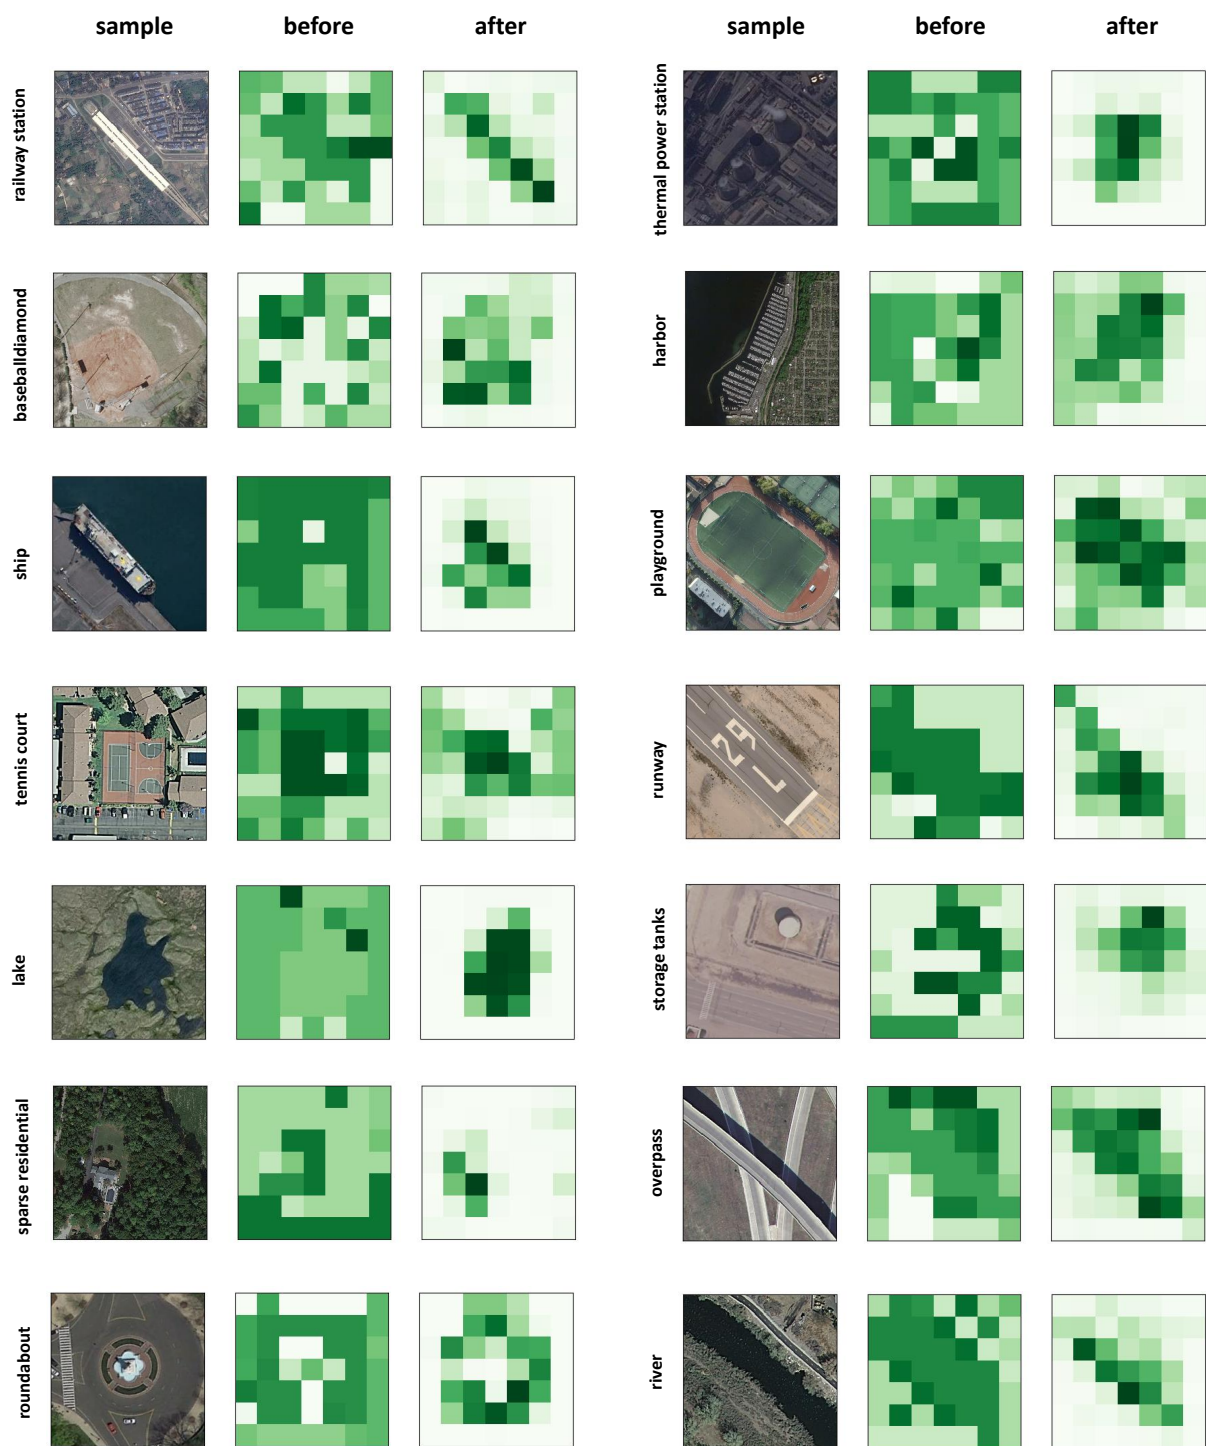 sample before after sample before after
railway station
thermal power station
baseballdiamond
harbor
ship
playground
tennis court
runway
29 L
lake
storage tanks
sparse residential
overpass
roundabout
river